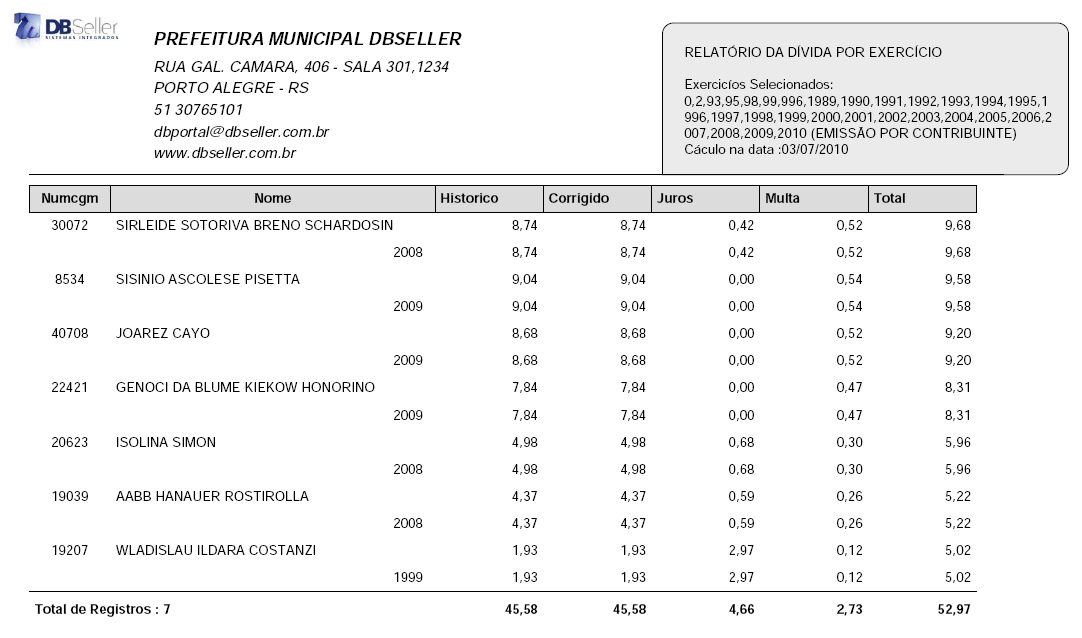 DBSeller
SISTEMAS INTEGRADOS
PREFEITURA MUNICIPAL DBSELLER
RUA GAL. CAMARA, 406 - SALA 301,1234
PORTO ALEGRE - RS
51 30765101
dbportal@dbseller.com.br
www.dbseller.com.br
RELATÓRIO DA DÍVIDA POR EXERCÍCIO
Exercicíos Selecionados:
0,2,93,95,98,99,996,1989,1990,1991,1992,1993,1994,1995,1
996,1997,1998,1999,2000,2001,2002,2003,2004,2005,2006,2
007,2008,2009,2010 (EMISSÃO POR CONTRIBUINTE)
Cáculo na data :03/07/2010
Numcgm Nome Historico Corrigido Juros Multa Total
30072 SIRLEIDE SOTORIVA BRENO SCHARDOSIN 8,74 8,74 0,42 0,52 9,68
2008 8,74 8,74 0,42 0,52 9,68
8534 SISINIO ASCOLESE PISETTA 9,04 9,04 0,00 0,54 9,58
2009 9,04 9,04 0,00 0,54 9,58
40708 JOAREZ CAYO 8,68 8,68 0,00 0,52 9,20
2009 8,68 8,68 0,00 0,52 9,20
22421 GENOCI DA BLUME KIEKOW HONORINO 7,84 7,84 0,00 0,47 8,31
2009 7,84 7,84 0,00 0,47 8,31
20623 ISOLINA SIMON 4,98 4,98 0,68 0,30 5,96
2008 4,98 4,98 0,68 0,30 5,96
19039 AABB HANAUER ROSTIROLLA 4,37 4,37 0,59 0,26 5,22
2008 4,37 4,37 0,59 0,26 5,22
19207 WLADISLAU ILDARA COSTANZI 1,93 1,93 2,97 0,12 5,02
1999 1,93 1,93 2,97 0,12 5,02
Total de Registros : 7 45,58 45,58 4,66 2,73 52,97